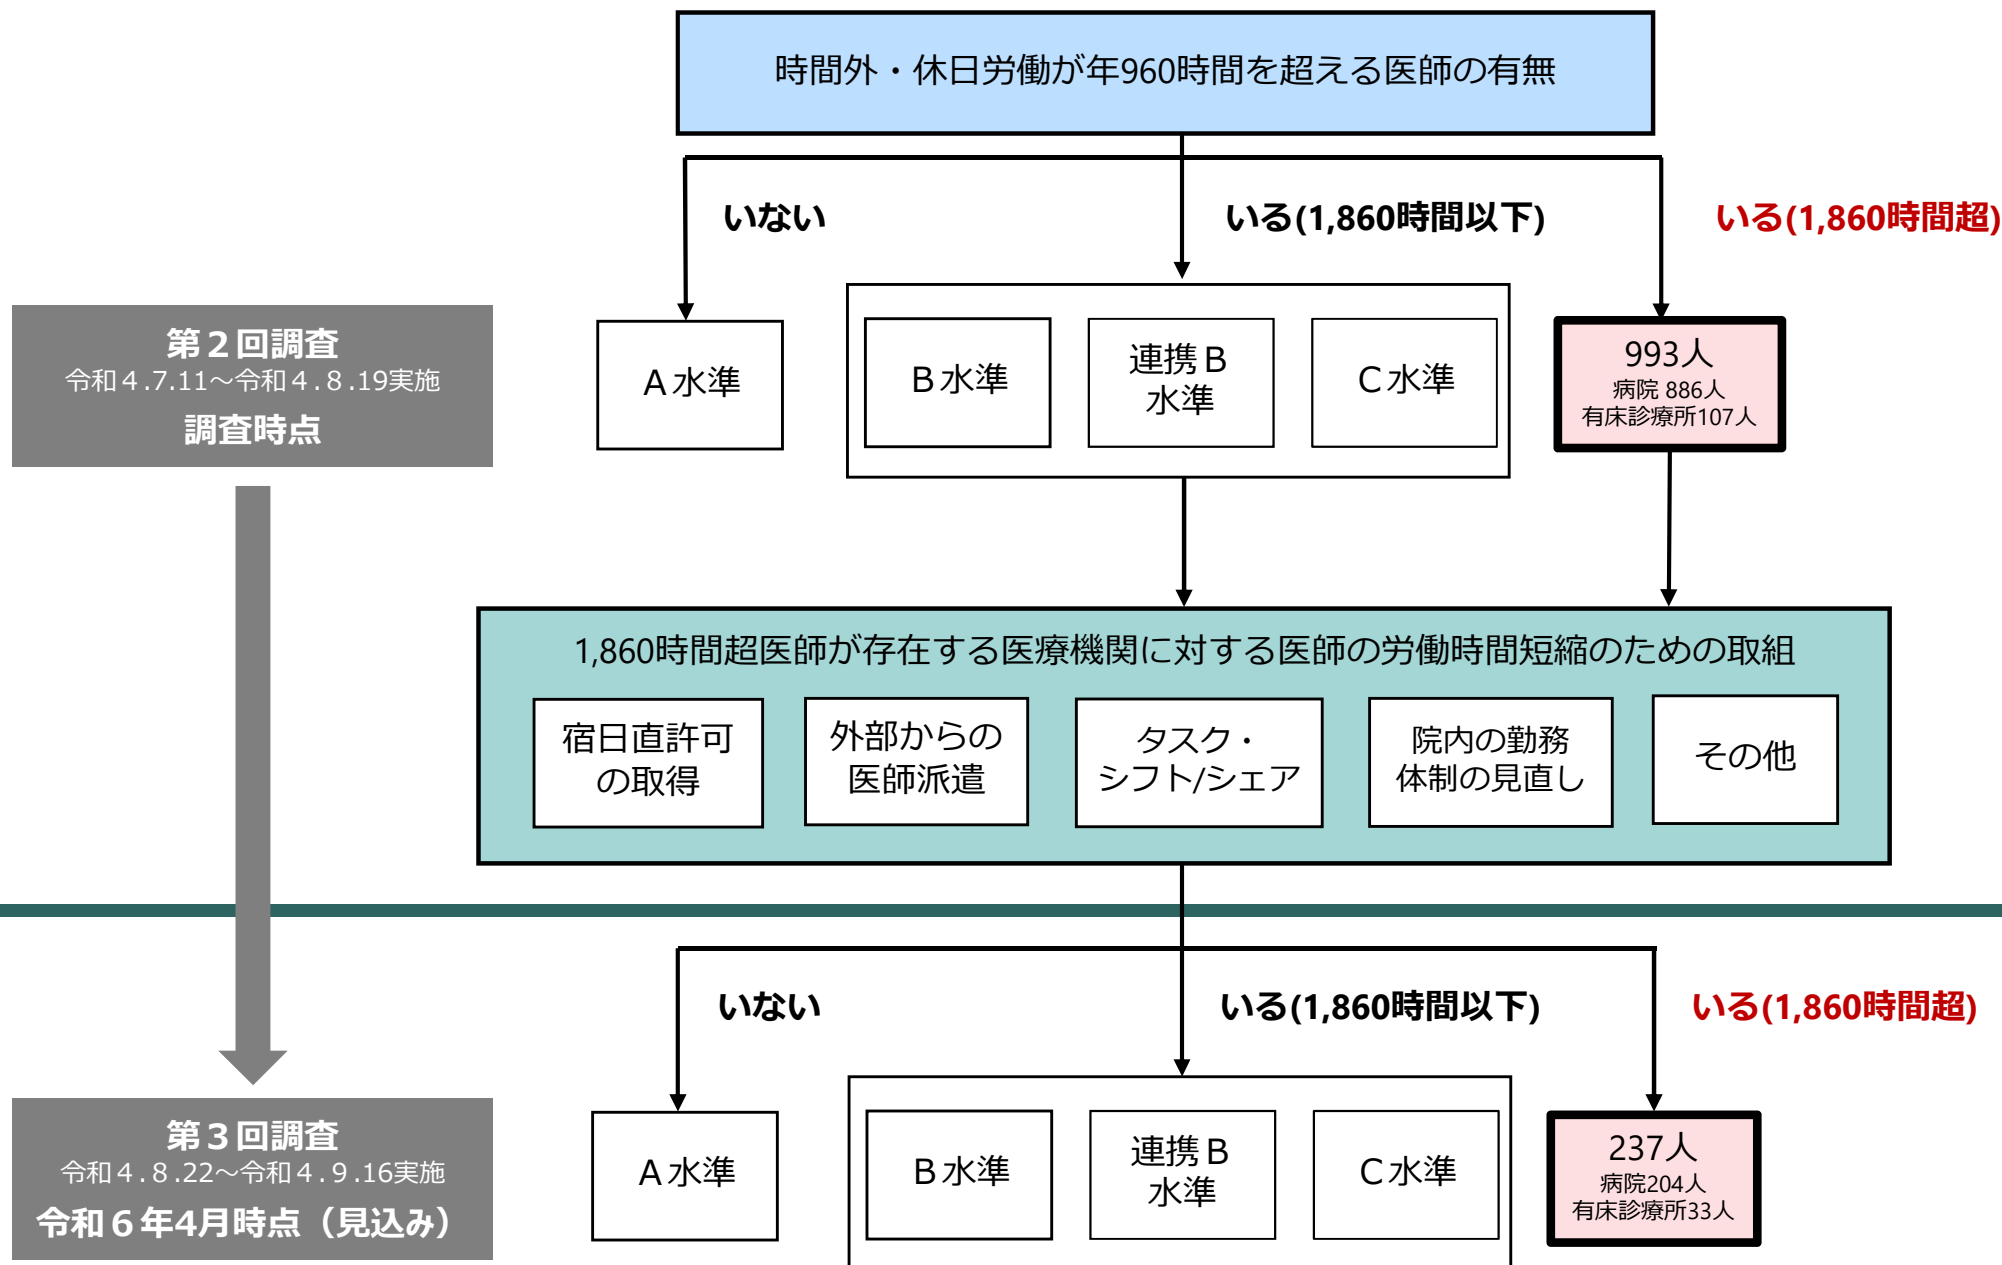 時間外・休日労働が年960時間を超える医師の有無
いない
いる(1,860時間以下)
いる(1,860時間超)
第２回調査
令和４.7.11～令和４.８.19実施
調査時点
Ａ水準
Ｂ水準
連携Ｂ
水準
Ｃ水準
993人
病院 886人
有床診療所107人
1,860時間超医師が存在する医療機関に対する医師の労働時間短縮のための取組
宿日直許可
の取得
外部からの
医師派遣
タスク・
シフト/シェア
院内の勤務
体制の見直し
その他
いない
いる(1,860時間以下)
いる(1,860時間超)
第３回調査
令和４.８.22～令和４.９.16実施
令和６年4月時点（見込み）
Ａ水準
Ｂ水準
連携Ｂ
水準
Ｃ水準
237人
病院204人
有床診療所33人